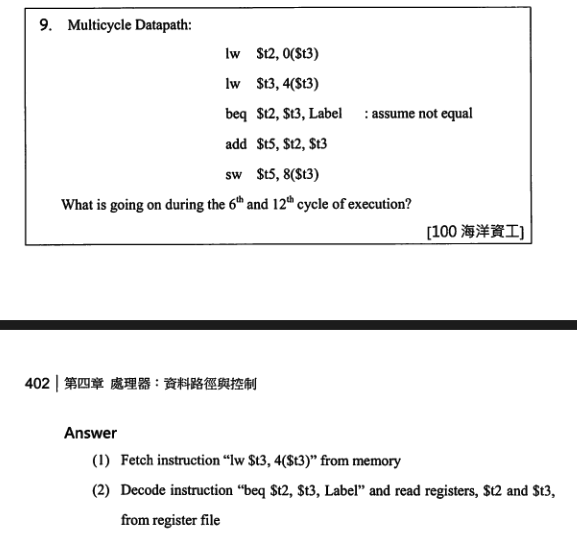 9. Multicycle Datapath:
lw $t2, 0($t3)
lw $t3, 4($t3)
beq $t2, $t3, Label : assume not equal
add $t5, $t2, $t3
sw $t5, 8($t3)
What is going on during the 6th and 12th cycle of execution?
[100 海洋資工]
402 | 第四章 處理器：資料路徑與控制
Answer
(1) Fetch instruction “lw $t3, 4($t3)” from memory
(2) Decode instruction “beq $t2, $t3, Label” and read registers, $t2 and $t3,
from register file